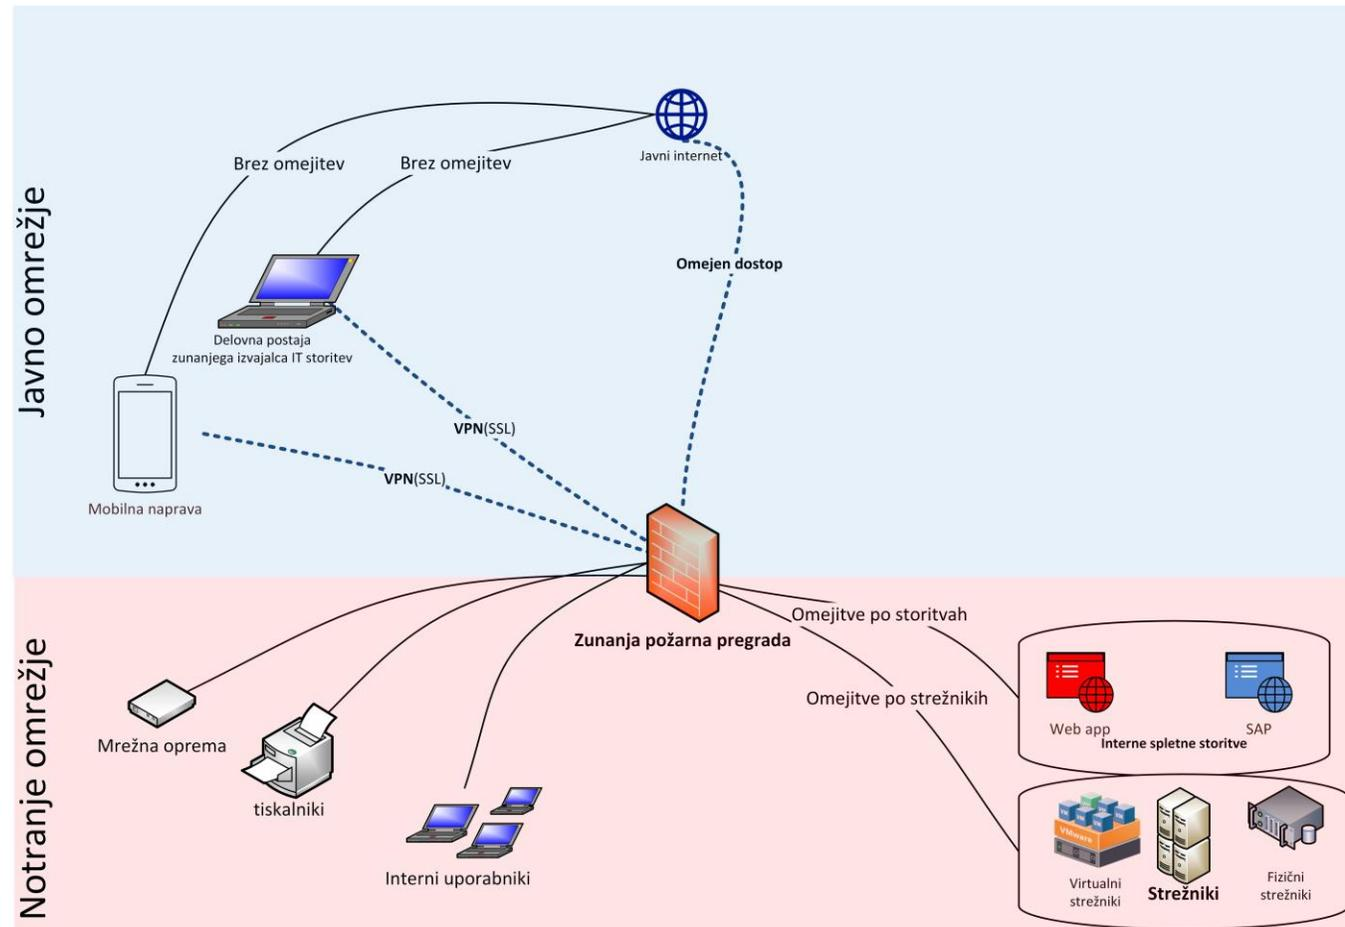 Javno omrežje
Javni internet
Brez omejitev
Brez omejitev
Omejen dostop
Delovna postaja
zunanjega izvajalca IT storitev
VPN(SSL)
VPN(SSL)
Mobilna naprava
Notranje omrežje
Zunanja požarna pregrada
Omejitve po storitvah
Omejitve po strežnikih
Mrežna oprema
tiskalniki
Interni uporabniki
Web app
SAP
Interne spletne storitve
VMware
Virtualni
strežniki
Strežniki
Fizični
strežniki